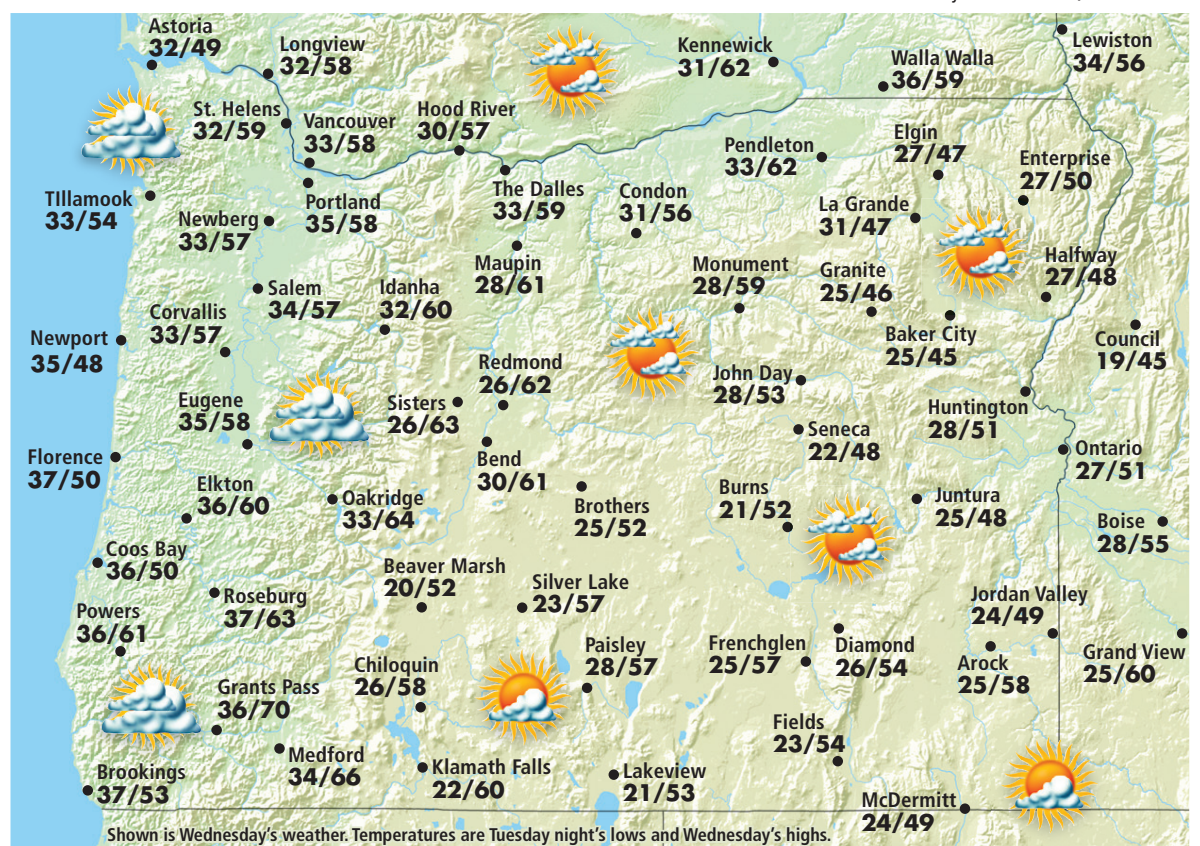 Astoria
32/49
Longview
32/58
Kennewick
31/62
Walla Walla
36/59
Lewiston
34/56
St. Helens
32/59
Vancouver
33/58
Hood River
30/57
Pendleton
33/62
Elgin
27/47
Enterprise
27/50
TIllamook
33/54
Newberg
33/57
Portland
35/58
The Dalles
33/59
Condon
31/56
La Grande
31/47
Maupin
28/61
Monument
28/59
Granite
25/46
Halfway
27/48
Salem
34/57
Idanha
32/60
Corvallis
33/57
Newport
35/48
Baker City
25/45
Council
19/45
Redmond
26/62
John Day
28/53
Eugene
35/58
Sisters
26/63
Huntington
28/51
Seneca
22/48
Ontario
27/51
Florence
37/50
Bend
30/61
Elkton
36/60
Oakridge
33/64
Brothers
25/52
Burns
21/52
Juntura
25/48
Boise
28/55
Coos Bay
36/50
Beaver Marsh
20/52
Silver Lake
23/57
Roseburg
37/63
Jordan Valley
24/49
Powers
36/61
Paisley
28/57
Frenchglen
25/57
Diamond
26/54
Arock
25/58
Grand View
25/60
Chiloquin
26/58
Grants Pass
36/70
Fields
23/54
Medford
34/66
Klamath Falls
22/60
Lakeview
21/53
Brookings
37/53
McDermitt
24/49
Shown is Wednesday's weather. Temperatures are Tuesday night's lows and Wednesday's highs.